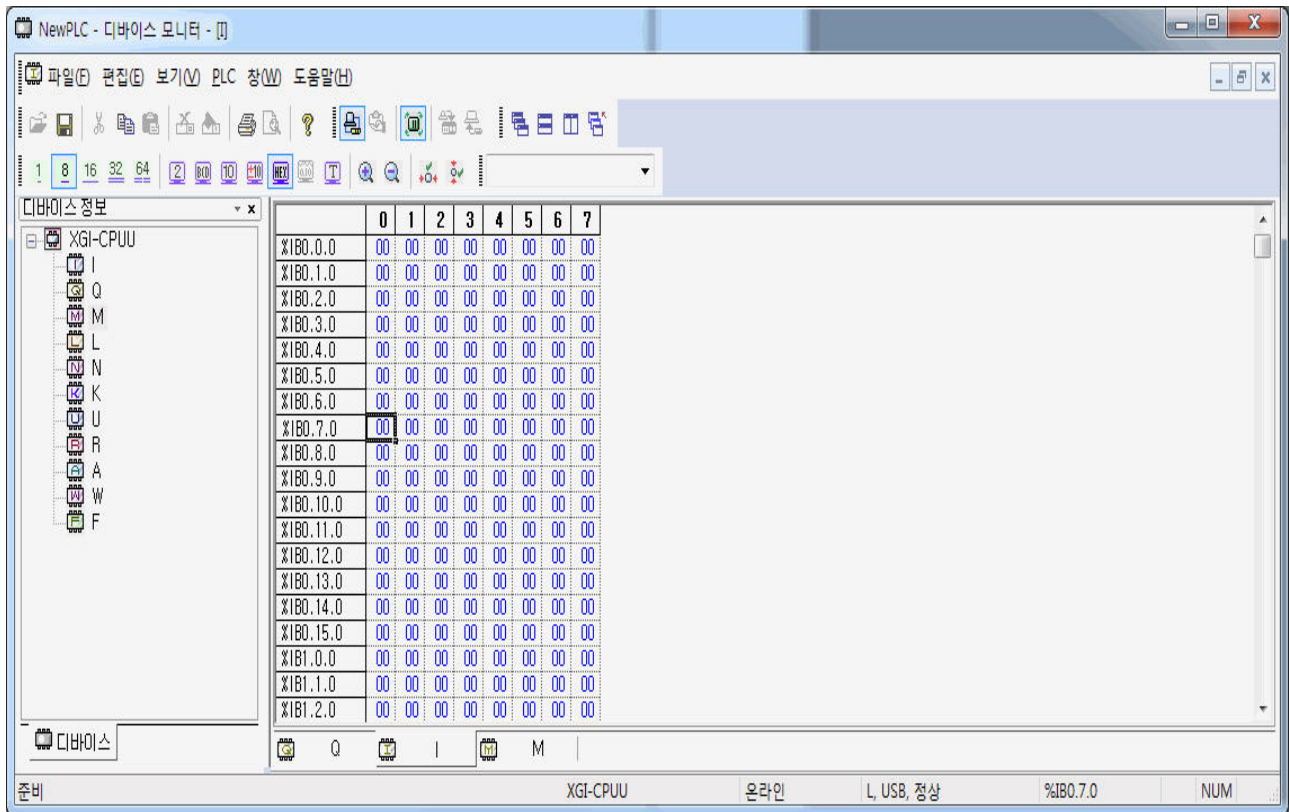 NewPLC - 디바이스 모니터 - [I]
파일(F) 편집(E) 보기(V) PLC 창(W) 도움말(H)
1 8 16 32 64 2 BCD 10 ±10 HEX T
디바이스 정보
XGI-CPUU
I
Q
M
L
N
K
U
R
A
W
F
디바이스
0 1 2 3 4 5 6 7
%IB0.0.0 00 00 00 00 00 00 00 00
%IB0.1.0 00 00 00 00 00 00 00 00
%IB0.2.0 00 00 00 00 00 00 00 00
%IB0.3.0 00 00 00 00 00 00 00 00
%IB0.4.0 00 00 00 00 00 00 00 00
%IB0.5.0 00 00 00 00 00 00 00 00
%IB0.6.0 00 00 00 00 00 00 00 00
%IB0.7.0 00 00 00 00 00 00 00 00
%IB0.8.0 00 00 00 00 00 00 00 00
%IB0.9.0 00 00 00 00 00 00 00 00
%IB0.10.0 00 00 00 00 00 00 00 00
%IB0.11.0 00 00 00 00 00 00 00 00
%IB0.12.0 00 00 00 00 00 00 00 00
%IB0.13.0 00 00 00 00 00 00 00 00
%IB0.14.0 00 00 00 00 00 00 00 00
%IB0.15.0 00 00 00 00 00 00 00 00
%IB1.0.0 00 00 00 00 00 00 00 00
%IB1.1.0 00 00 00 00 00 00 00 00
%IB1.2.0 00 00 00 00 00 00 00 00
Q I M
준비 XGI-CPUU 온라인 L, USB, 정상 %IB0.7.0 NUM